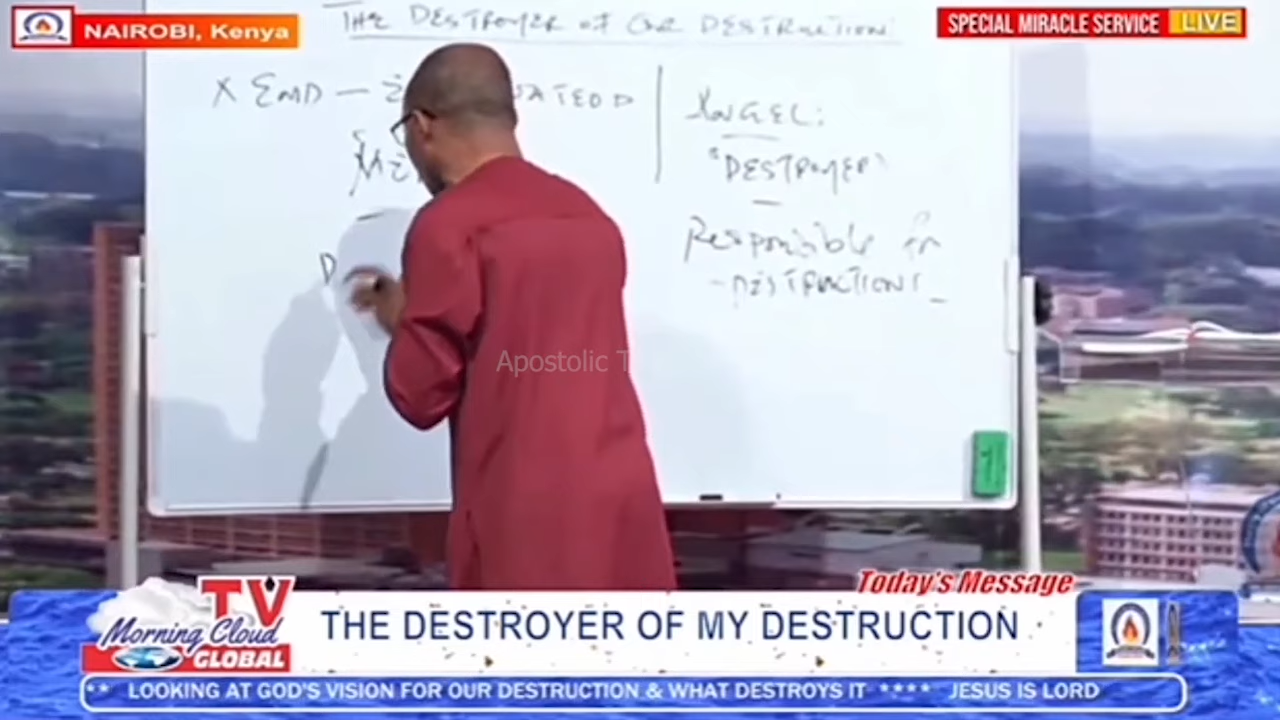 NAIROBI, Kenya
SPECIAL MIRACLE SERVICE LIVE
THE DESTROYER OF OUR DESTRUCTION
X END —
ANGEL:
"DESTROYER"
Responsible for
- DESTRUCTION!
Apostolic T
Today's Message
TV
Morning Cloud
GLOBAL
THE DESTROYER OF MY DESTRUCTION
** LOOKING AT GOD'S VISION FOR OUR DESTRUCTION & WHAT DESTROYS IT **** JESUS IS LORD